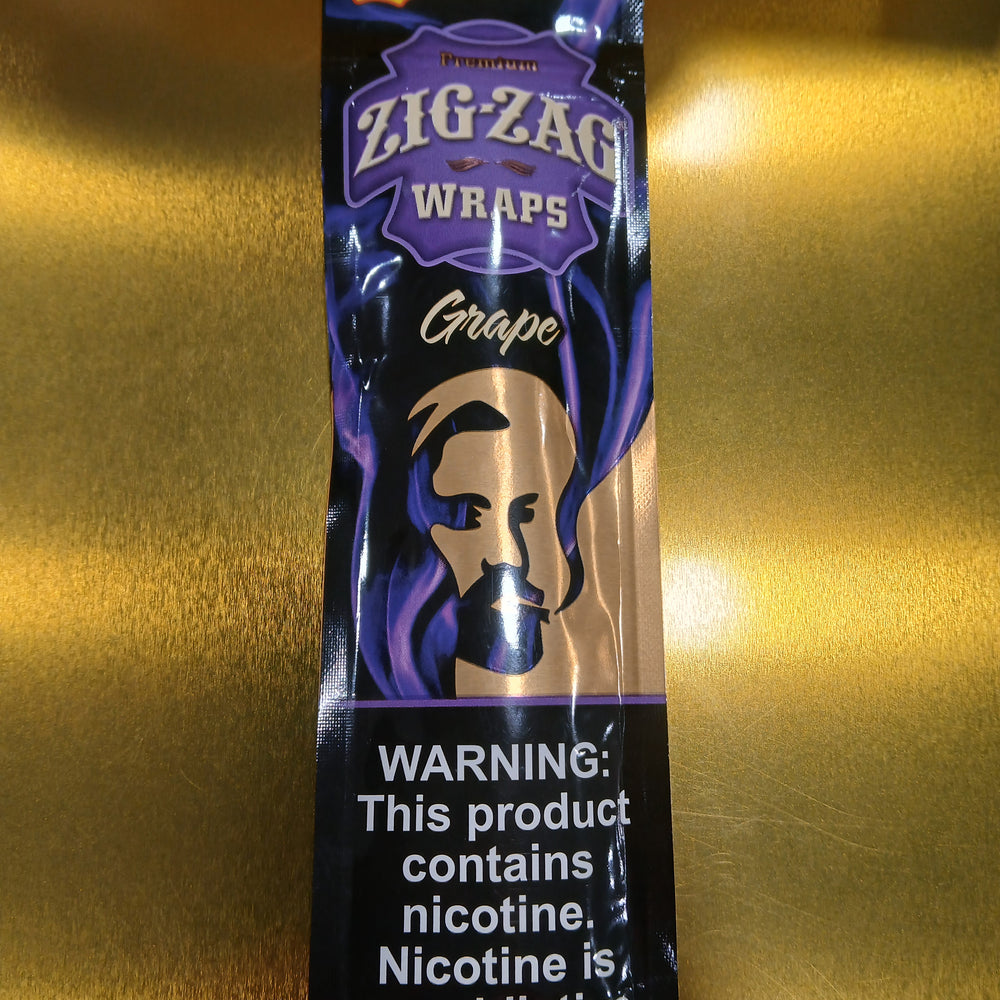 Premium
ZIG-ZAG
WRAPS
Grape
WARNING:
This product
contains
nicotine.
Nicotine is